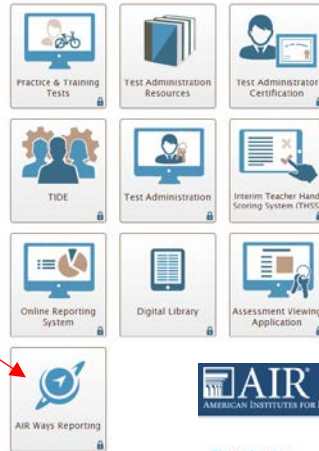 Practice & Training
Tests
Test Administration
Resources
Test Administrator
Certification
TIDE
Test Administration
Interim Teacher Hand
Scoring System (THSS
Online Reporting
System
Digital Library
Assessment Viewing
Application
AIR Ways Reporting
AIR
AMERICAN INSTITUTES FOR